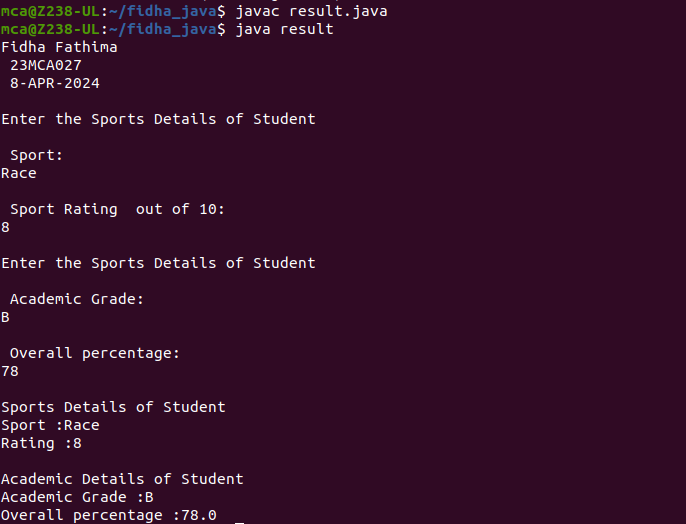 mca@Z238-UL:~/fidha_java$ javac result.java
mca@Z238-UL:~/fidha_java$ java result
Fidha Fathima
 23MCA027
 8-APR-2024

Enter the Sports Details of Student

 Sport:
Race

 Sport Rating  out of 10:
8

Enter the Sports Details of Student

 Academic Grade:
B

 Overall percentage:
78

Sports Details of Student
Sport :Race
Rating :8

Academic Details of Student
Academic Grade :B
Overall percentage :78.0